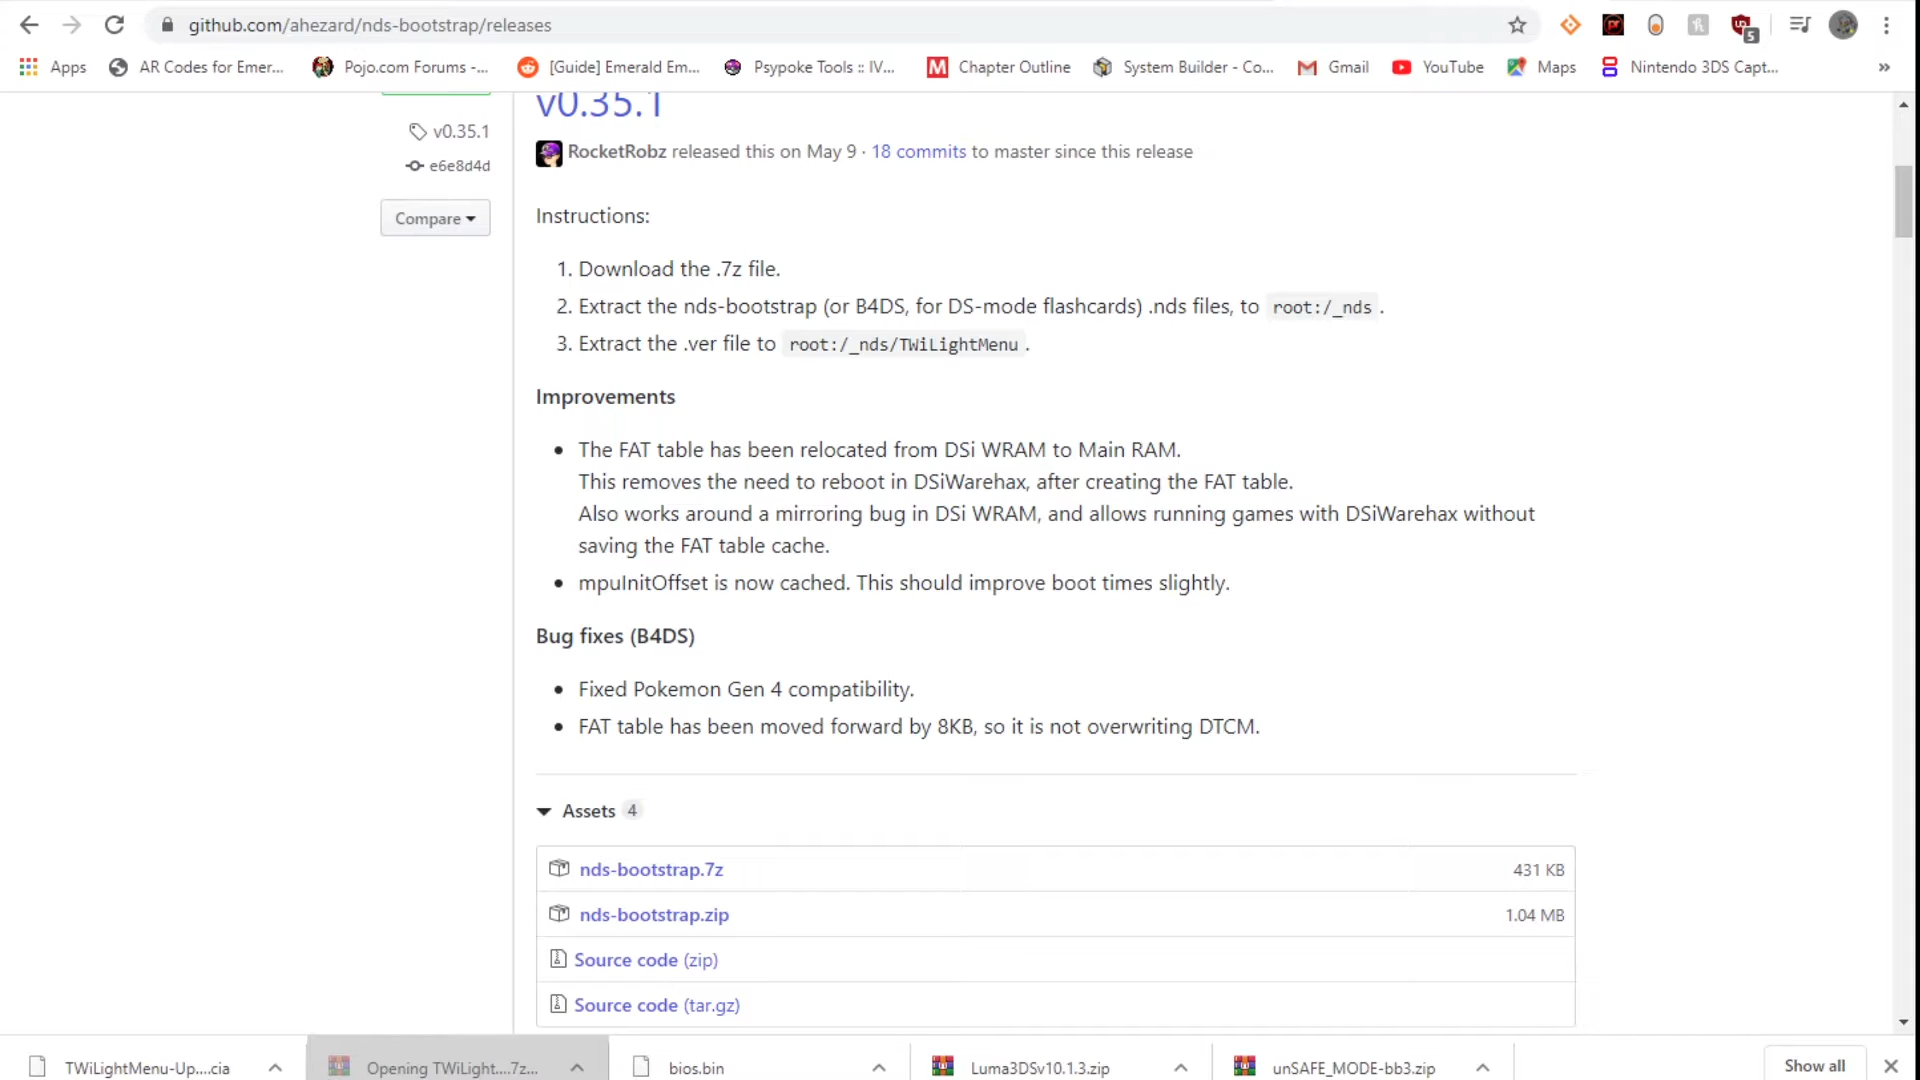 github.com/ahezard/nds-bootstrap/releases
5
Apps AR Codes for Emer... Pojo.com Forums -... [Guide] Emerald Em... Psypoke Tools :: IV... Chapter Outline System Builder - Co... Gmail YouTube Maps Nintendo 3DS Capt... »
v0.35.1
v0.35.1
RocketRobz released this on May 9 · 18 commits to master since this release
e6e8d4d
Compare
Instructions:
1. Download the .7z file.
2. Extract the nds-bootstrap (or B4DS, for DS-mode flashcards) .nds files, to root:/_nds .
3. Extract the .ver file to root:/_nds/TWiLightMenu .
Improvements
• The FAT table has been relocated from DSi WRAM to Main RAM.
This removes the need to reboot in DSiWarehax, after creating the FAT table.
Also works around a mirroring bug in DSi WRAM, and allows running games with DSiWarehax without
saving the FAT table cache.
• mpuInitOffset is now cached. This should improve boot times slightly.
Bug fixes (B4DS)
• Fixed Pokemon Gen 4 compatibility.
• FAT table has been moved forward by 8KB, so it is not overwriting DTCM.
Assets 4
nds-bootstrap.7z 431 KB
nds-bootstrap.zip 1.04 MB
Source code (zip)
Source code (tar.gz)
TWiLightMenu-Up....cia Opening TWiLight....7z... bios.bin Luma3DSv10.1.3.zip unSAFE_MODE-bb3.zip Show all